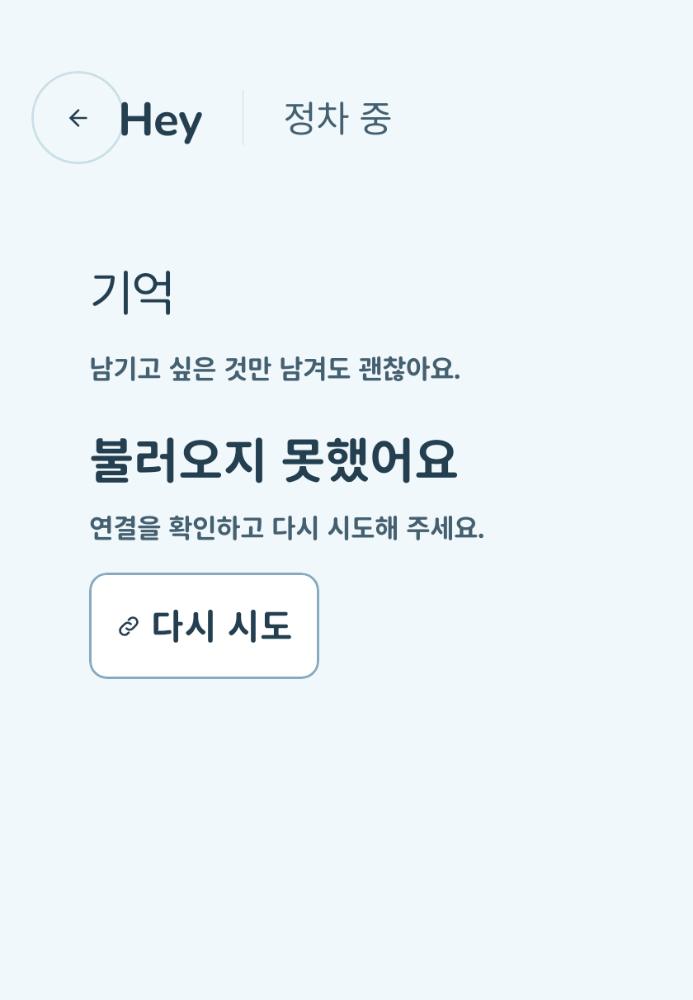 Hey 정차 중
기억
남기고 싶은 것만 남겨도 괜찮아요.
불러오지 못했어요
연결을 확인하고 다시 시도해 주세요.
다시 시도